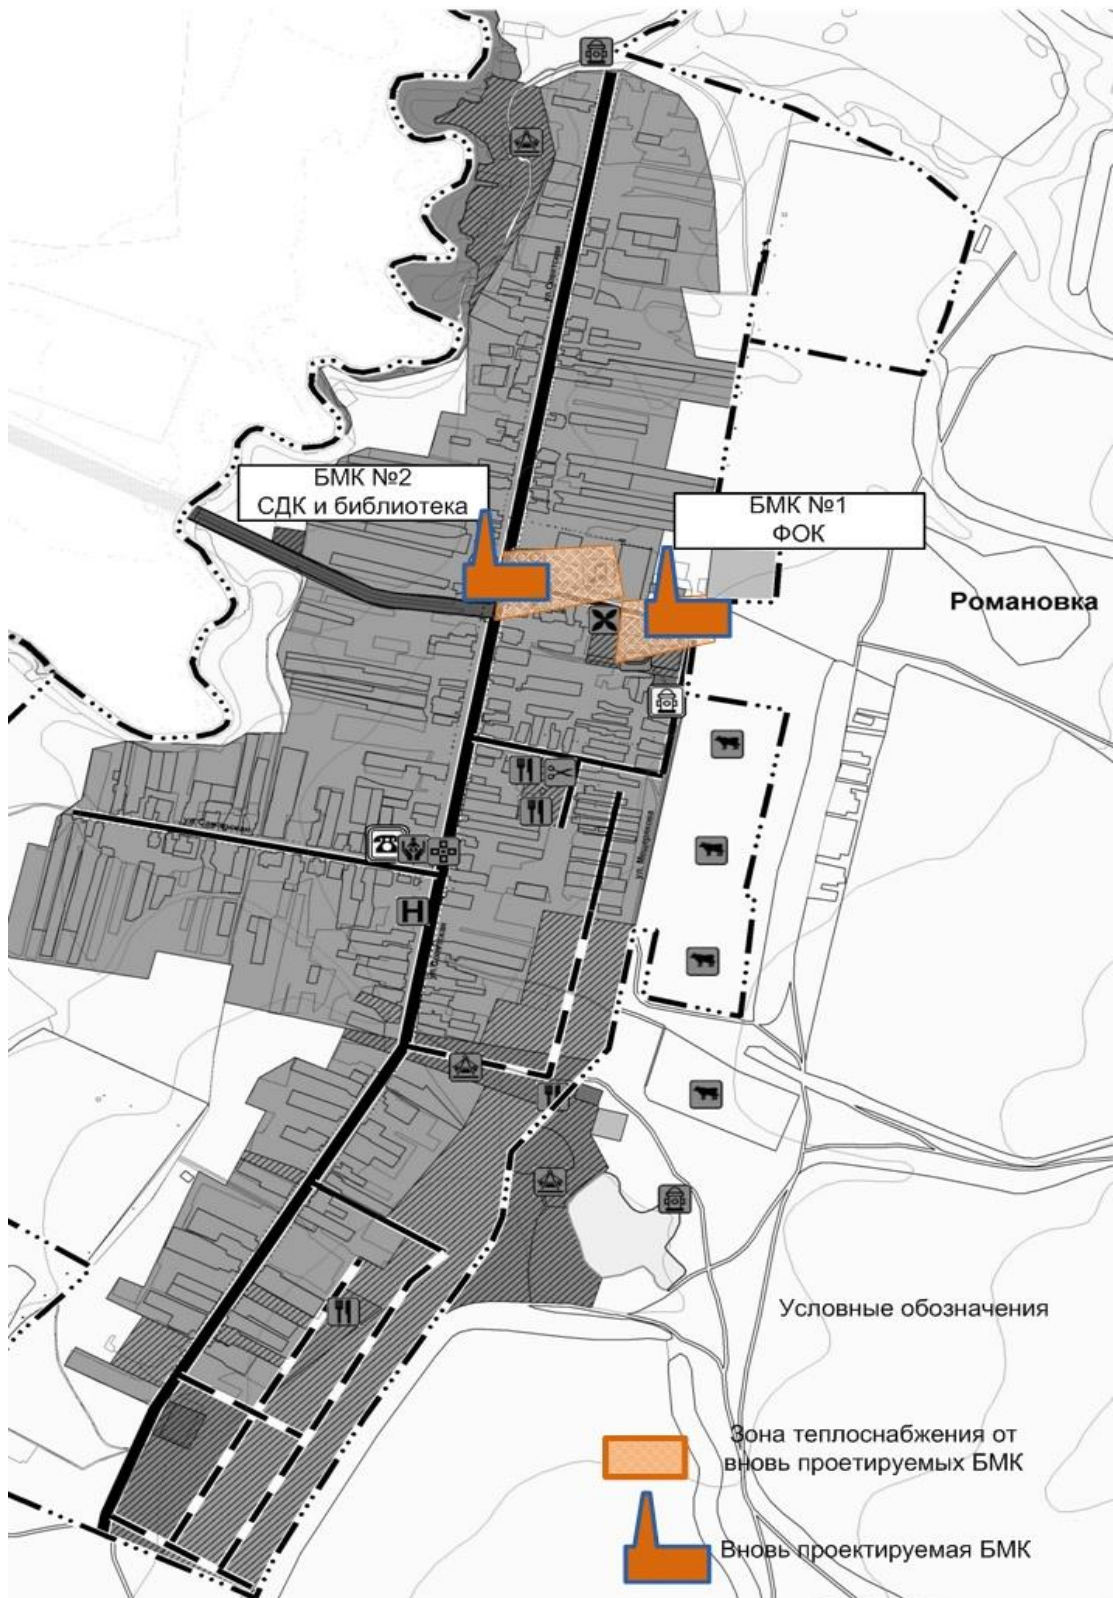 БМК №2
СДК и библиотека
БМК №1
ФОК
Романовка
H
Условные обозначения
Зона теплоснабжения от
вновь проетируемых БМК
Вновь проектируемая БМК